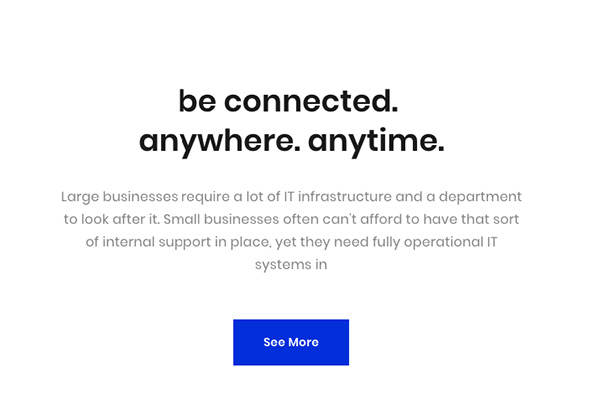 be connected.
anywhere. anytime.
Large businesses require a lot of IT infrastructure and a department
to look after it. Small businesses often can't afford to have that sort
of internal support in place, yet they need fully operational IT
systems in
See More